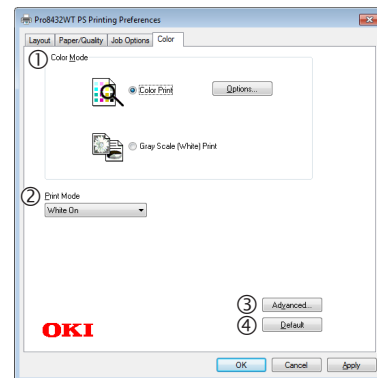 Pro8432WT PS Printing Preferences
Layout Paper/Quality Job Options Color
1 Color Mode
Color Print Options...
Gray Scale (White) Print
2 Print Mode
White On
3 Advanced...
4 Default
OKI
OK Cancel Apply